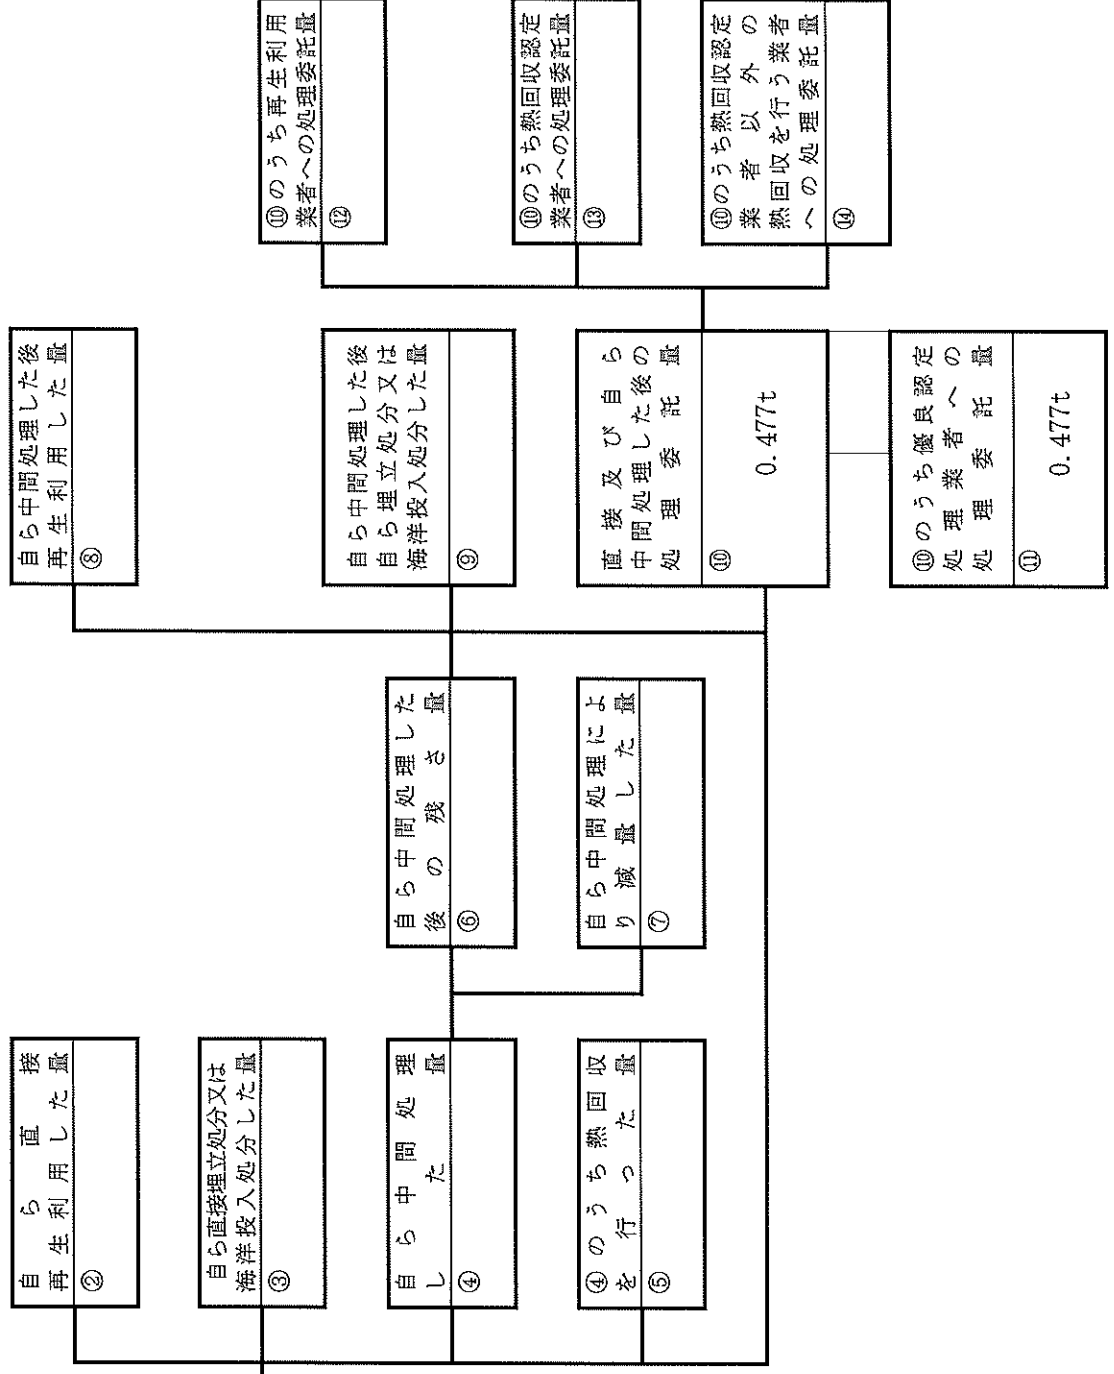 自ら直接
再生利用した量
②
自ら直接埋立処分又は
海洋投入処分した量
③
自ら中間処理
した量
④
④のうち熱回収
を行った量
⑤
自ら中間処理した
後の残さ量
⑥
自ら中間処理によ
り減量した量
⑦
自ら中間処理した後
再生利用した量
⑧
自ら中間処理した後
自ら埋立処分又は
海洋投入処分した量
⑨
直接及び自ら
中間処理した後の
処理委託量
⑩
0.477t
⑩のうち優良認定
処理業者への
処理委託量
⑪
0.477t
⑩のうち再生利用
業者への処理委託量
⑫
⑩のうち熱回収認定
業者への処理委託量
⑬
⑩のうち熱回収認定
業者以外の
熱回収を行う業者
への処理委託量
⑭